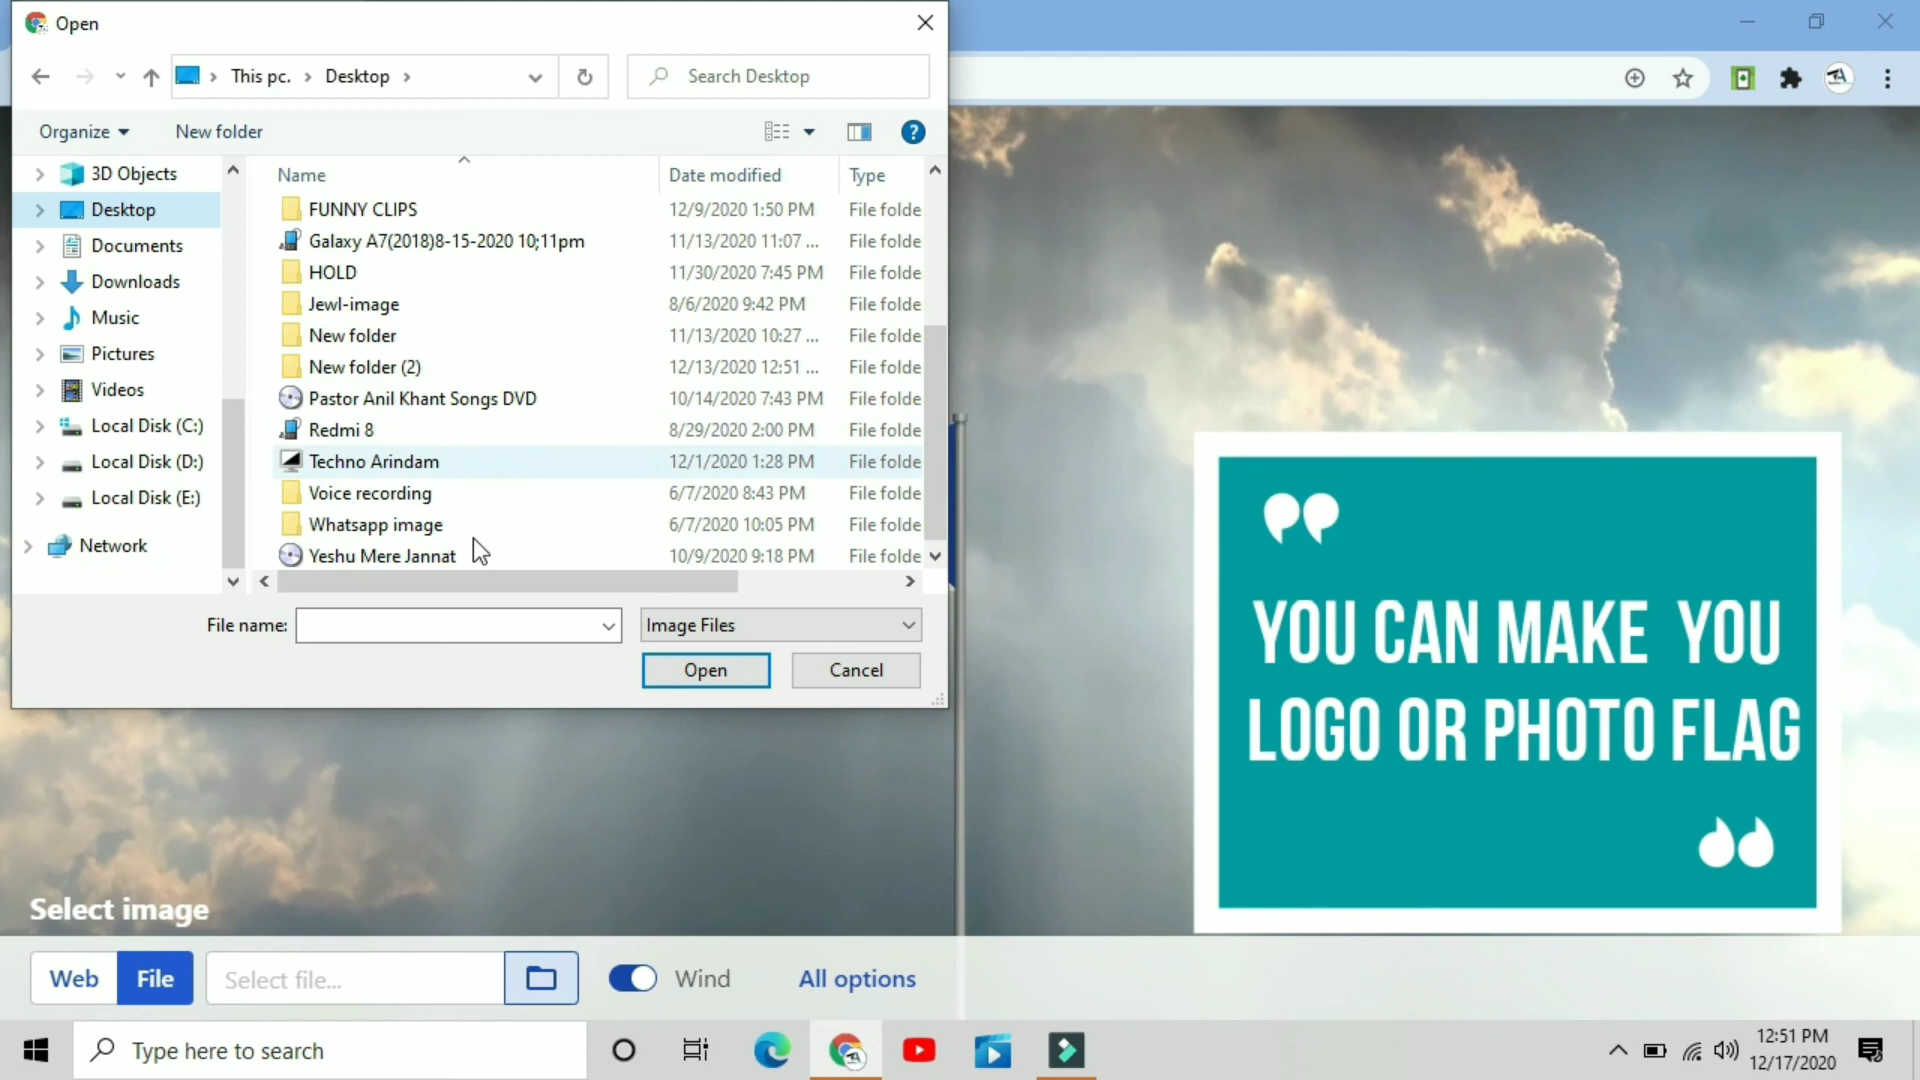 Open
This pc. Desktop
Search Desktop
Organize
New folder
Name
Date modified
Type
3D Objects
Desktop
Documents
Downloads
Music
Pictures
Videos
Local Disk (C:)
Local Disk (D:)
Local Disk (E:)
Network
FUNNY CLIPS 12/9/2020 1:50 PM File folde
Galaxy A7(2018)8-15-2020 10;11pm 11/13/2020 11:07 ... File folde
HOLD 11/30/2020 7:45 PM File folde
Jewl-image 8/6/2020 9:42 PM File folde
New folder 11/13/2020 10:27 ... File folde
New folder (2) 12/13/2020 12:51 ... File folde
Pastor Anil Khant Songs DVD 10/14/2020 7:43 PM File folde
Redmi 8 8/29/2020 2:00 PM File folde
Techno Arindam 12/1/2020 1:28 PM File folde
Voice recording 6/7/2020 8:43 PM File folde
Whatsapp image 6/7/2020 10:05 PM File folde
Yeshu Mere Jannat 10/9/2020 9:18 PM File folde
File name:
Image Files
Open
Cancel
YOU CAN MAKE YOU
LOGO OR PHOTO FLAG
Select image
Web
File
Select file...
Wind
All options
Type here to search
12:51 PM
12/17/2020